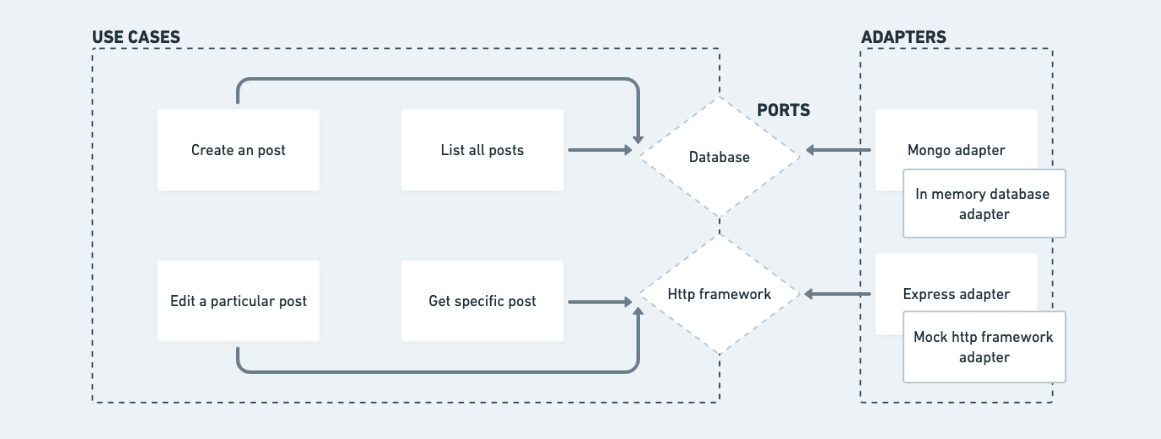 USE CASES
ADAPTERS
PORTS
Create an post
List all posts
Database
Mongo adapter
In memory database
adapter
Edit a particular post
Get specific post
Http framework
Express adapter
Mock http framework
adapter